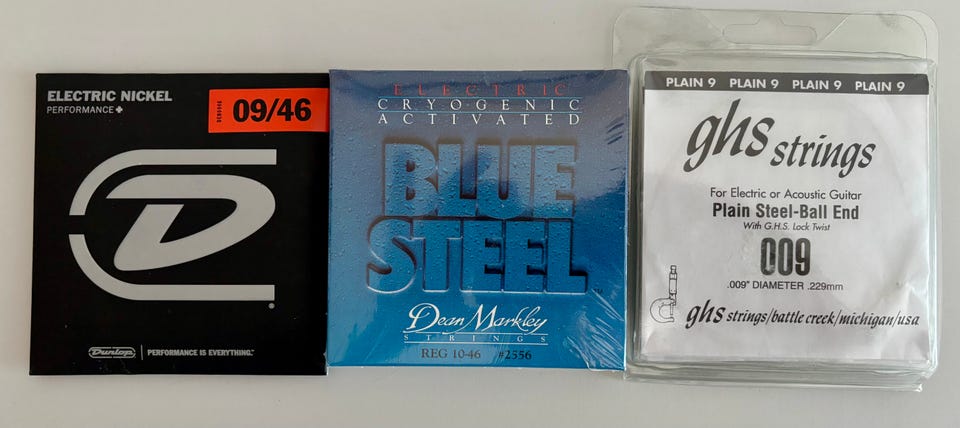 ELECTRIC NICKEL
PERFORMANCE+
09/46
Dunlop
PERFORMANCE IS EVERYTHING.™
ELECTRIC
CRYOGENIC
ACTIVATED
BLUE
STEEL™
Dean Markley
STRINGS
REG 10-46 #2556
PLAIN 9 PLAIN 9 PLAIN 9 PLAIN 9
ghs strings
For Electric or Acoustic Guitar
Plain Steel-Ball End
With G.H.S. Lock Twist
009
.009" DIAMETER .229mm
ghs strings/battle creek/michigan/usa